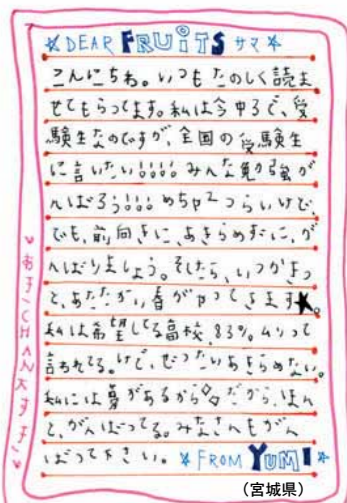 ☆DEAR FRUiTS サマ☆
こんにちわ。いつもたのしく読ま
せてもらってます。私は今中3で、受
験生なのですが、全国の受験生
に言いたい!!!!みんな勉強が
んばろう!!!めちゃ2つらいけど、
でも、前向きに、あきらめずに、が
んばりましょう。そしたら、いつかきっ
と、あたたかい春がやってきます★。
私は希望してる高校、83%、ムリって
言われてる。けど、ぜったいあきらめない。
私には夢があるから◇◇だから、ほん
と、がんばってる。みなさんもがん
ばって下さい。☆FROM YUMI☆
CHAN
(宮城県)